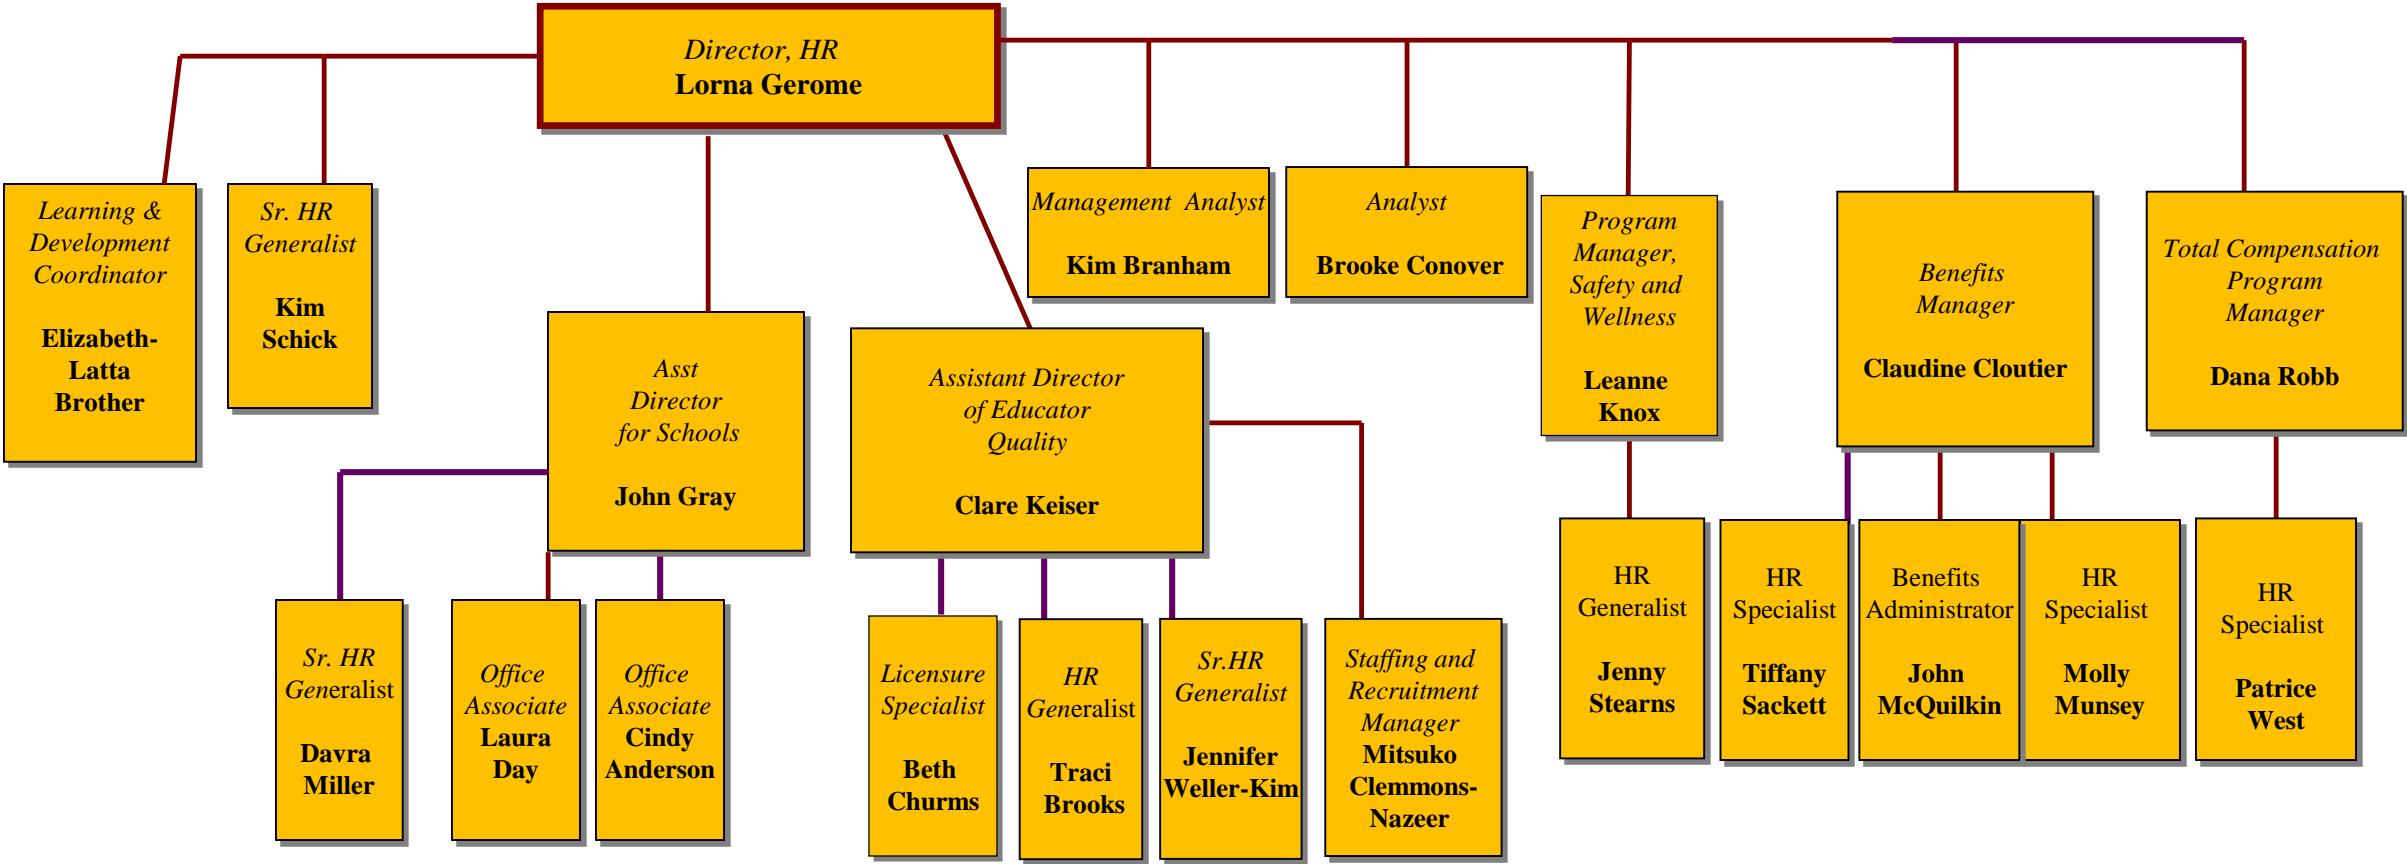 Director, HR
Lorna Gerome
Learning &
Development
Coordinator
Elizabeth-
Latta
Brother
Sr. HR
Generalist
Kim
Schick
Management Analyst
Kim Branham
Analyst
Brooke Conover
Program
Manager,
Safety and
Wellness
Leanne
Knox
Benefits
Manager
Claudine Cloutier
Total Compensation
Program
Manager
Dana Robb
Asst
Director
for Schools
John Gray
Assistant Director
of Educator
Quality
Clare Keiser
Sr. HR
Generalist
Davra
Miller
Office
Associate
Laura
Day
Office
Associate
Cindy
Anderson
Licensure
Specialist
Beth
Churms
HR
Generalist
Traci
Brooks
Sr.HR
Generalist
Jennifer
Weller-Kim
Staffing and
Recruitment
Manager
Mitsuko
Clemmons-
Nazeer
HR
Generalist
Jenny
Stearns
HR
Specialist
Tiffany
Sackett
Benefits
Administrator
John
McQuilkin
HR
Specialist
Molly
Munsey
HR
Specialist
Patrice
West